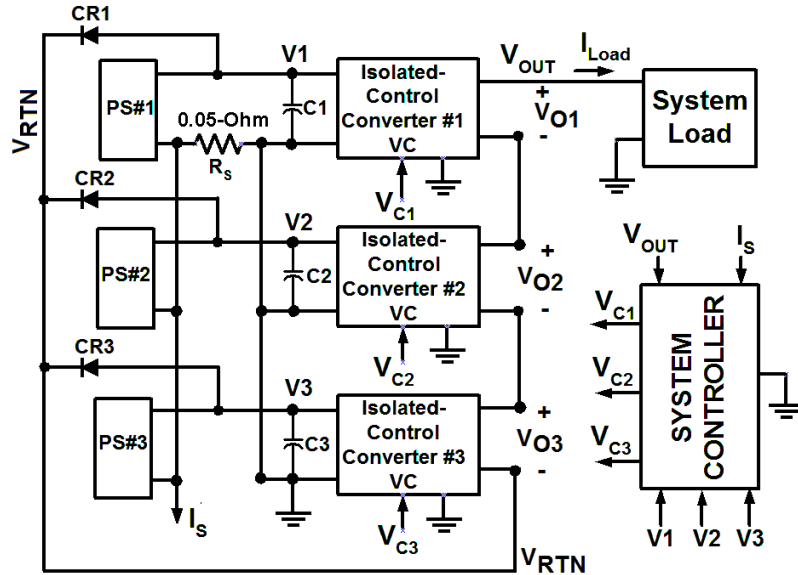 CR1
V1
PS#1
0.05-Ohm
RS
C1
Isolated-
Control
Converter #1
VC
VC1
VOUT
ILoad
+
VO1
-
System
Load
VRTN
CR2
V2
PS#2
C2
Isolated-
Control
Converter #2
VC
VC2
+
VO2
-
CR3
V3
PS#3
C3
Isolated-
Control
Converter #3
VC
VC3
+
VO3
-
IS
VRTN
VOUT
IS
VC1
VC2
VC3
SYSTEM
CONTROLLER
V1 V2 V3